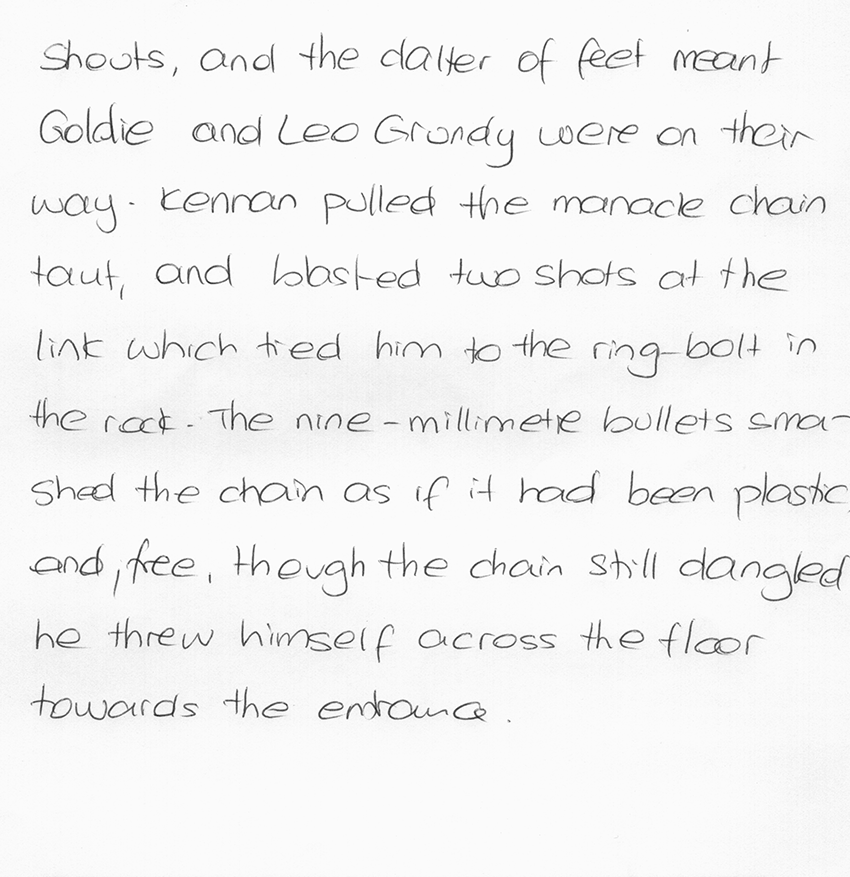 Shouts, and the clatter of feet meant
Goldie and Leo Grundy were on their
way. Kennan pulled the manacle chain
taut, and blasted two shots at the
link which tied him to the ring-bolt in
the rock. The nine-millimetre bullets sma-
shed the chain as if it had been plastic,
and, free, though the chain still dangled
he threw himself across the floor
towards the entrance.